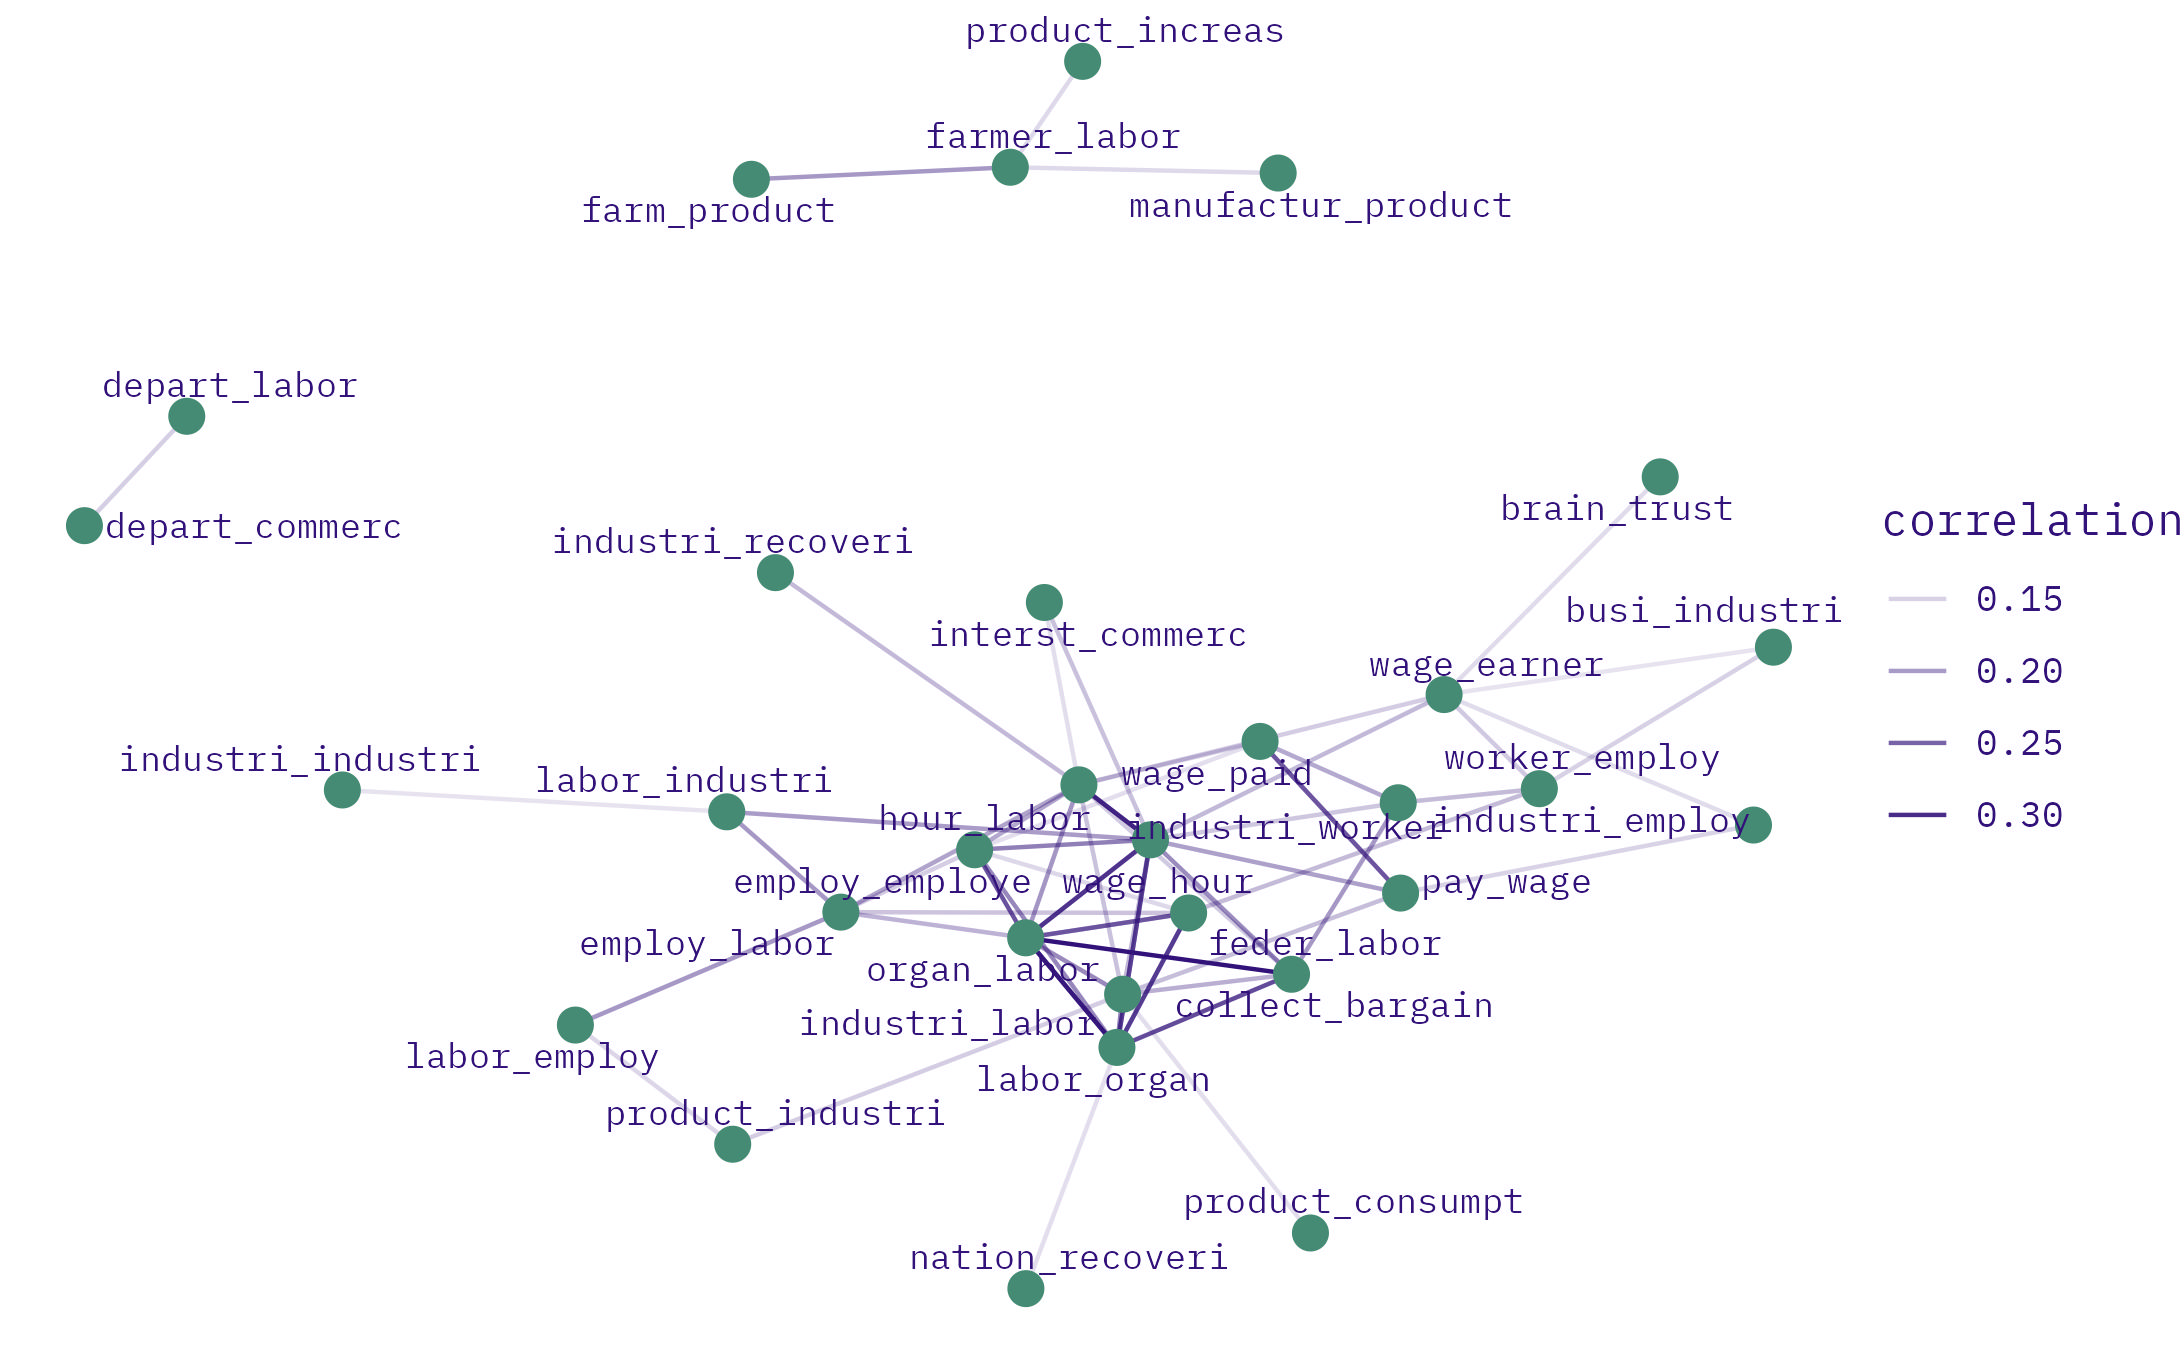 product_increas
farmer_labor
farm_product
manufactur_product
depart_labor
depart_commerc
brain_trust
correlation
industri_recoveri
0.15
interst_commerc
busi_industri
wage_earner
0.20
industri_industri
labor_industri
wage_paid
worker_employ
0.25
hour_labor
industri_worker
industri_employ
0.30
employ_employe
wage_hour
pay_wage
employ_labor
feder_labor
organ_labor
collect_bargain
industri_labor
labor_employ
labor_organ
product_industri
product_consumpt
nation_recoveri